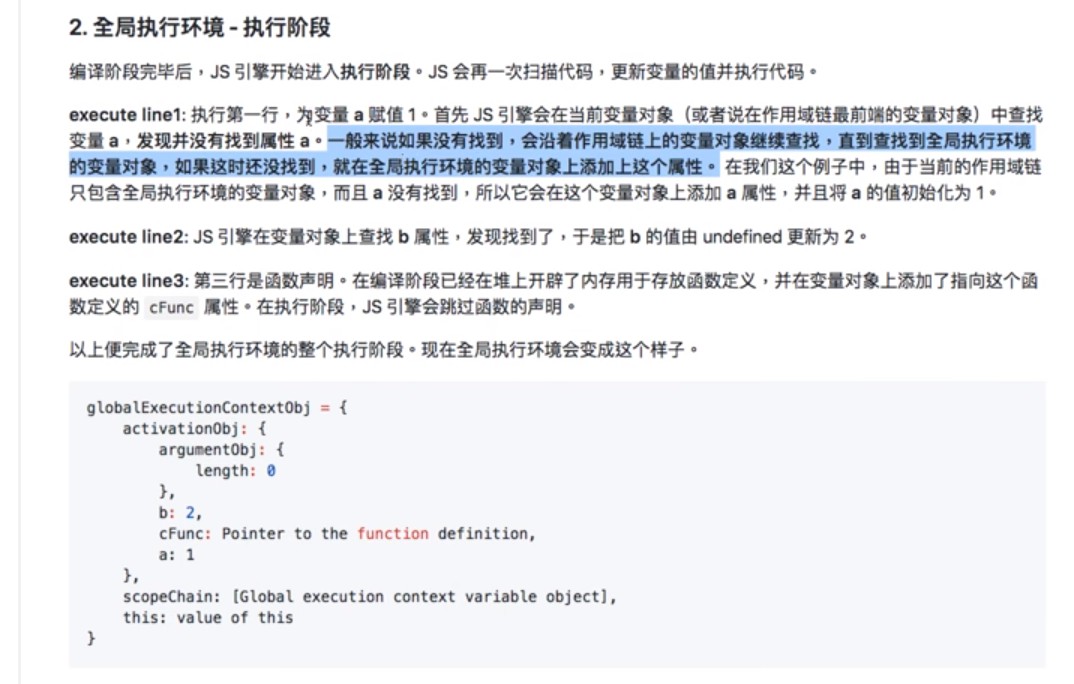 2. 全局执行环境 - 执行阶段
编译阶段完毕后，JS 引擎开始进入执行阶段。JS 会再一次扫描代码，更新变量的值并执行代码。
execute line1: 执行第一行，为变量 a 赋值 1。首先 JS 引擎会在当前变量对象（或者说在作用域链最前端的变量对象）中查找
变量 a，发现并没有找到属性 a。一般来说如果没有找到，会沿着作用域链上的变量对象继续查找，直到查找到全局执行环境
的变量对象，如果这时还没找到，就在全局执行环境的变量对象上添加上这个属性。在我们这个例子中，由于当前的作用域链
只包含全局执行环境的变量对象，而且 a 没有找到，所以它会在这个变量对象上添加 a 属性，并且将 a 的值初始化为 1。
execute line2: JS 引擎在变量对象上查找 b 属性，发现找到了，于是把 b 的值由 undefined 更新为 2。
execute line3: 第三行是函数声明。在编译阶段已经在堆上开辟了内存用于存放函数定义，并在变量对象上添加了指向这个函
数定义的 cFunc 属性。在执行阶段，JS 引擎会跳过函数的声明。
以上便完成了全局执行环境的整个执行阶段。现在全局执行环境会变成这个样子。
globalExecutionContextObj = {
    activationObj: {
        argumentObj: {
            length: 0
        },
        b: 2,
        cFunc: Pointer to the function definition,
        a: 1
    },
    scopeChain: [Global execution context variable object],
    this: value of this
}